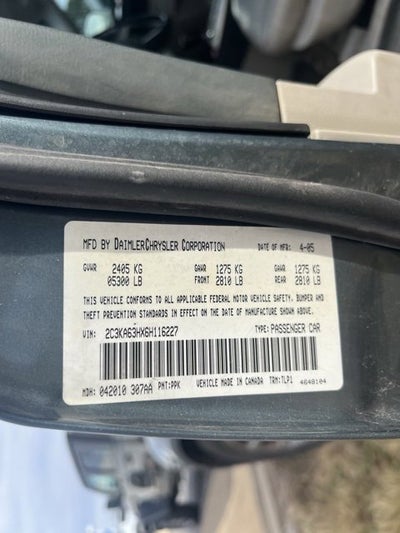 MFD BY DAIMLERCHRYSLER CORPORATION DATE OF MFR: 4-05
GVWR 2405 KG GAWR 1275 KG GAWR 1275 KG
05300 LB FRONT 2810 LB REAR 2810 LB
THIS VEHICLE CONFORMS TO ALL APPLICABLE FEDERAL MOTOR VEHICLE SAFETY, BUMPER AND
THEFT PREVENTION STANDARDS IN EFFECT ON THE DATE OF MANUFACTURE SHOWN ABOVE.
VIN: 2C3KA63HX6H116227 TYPE: PASSENGER CAR
MDH: 042010 307AA PNT: PPK VEHICLE MADE IN CANADA TRM: TLP1 4648104